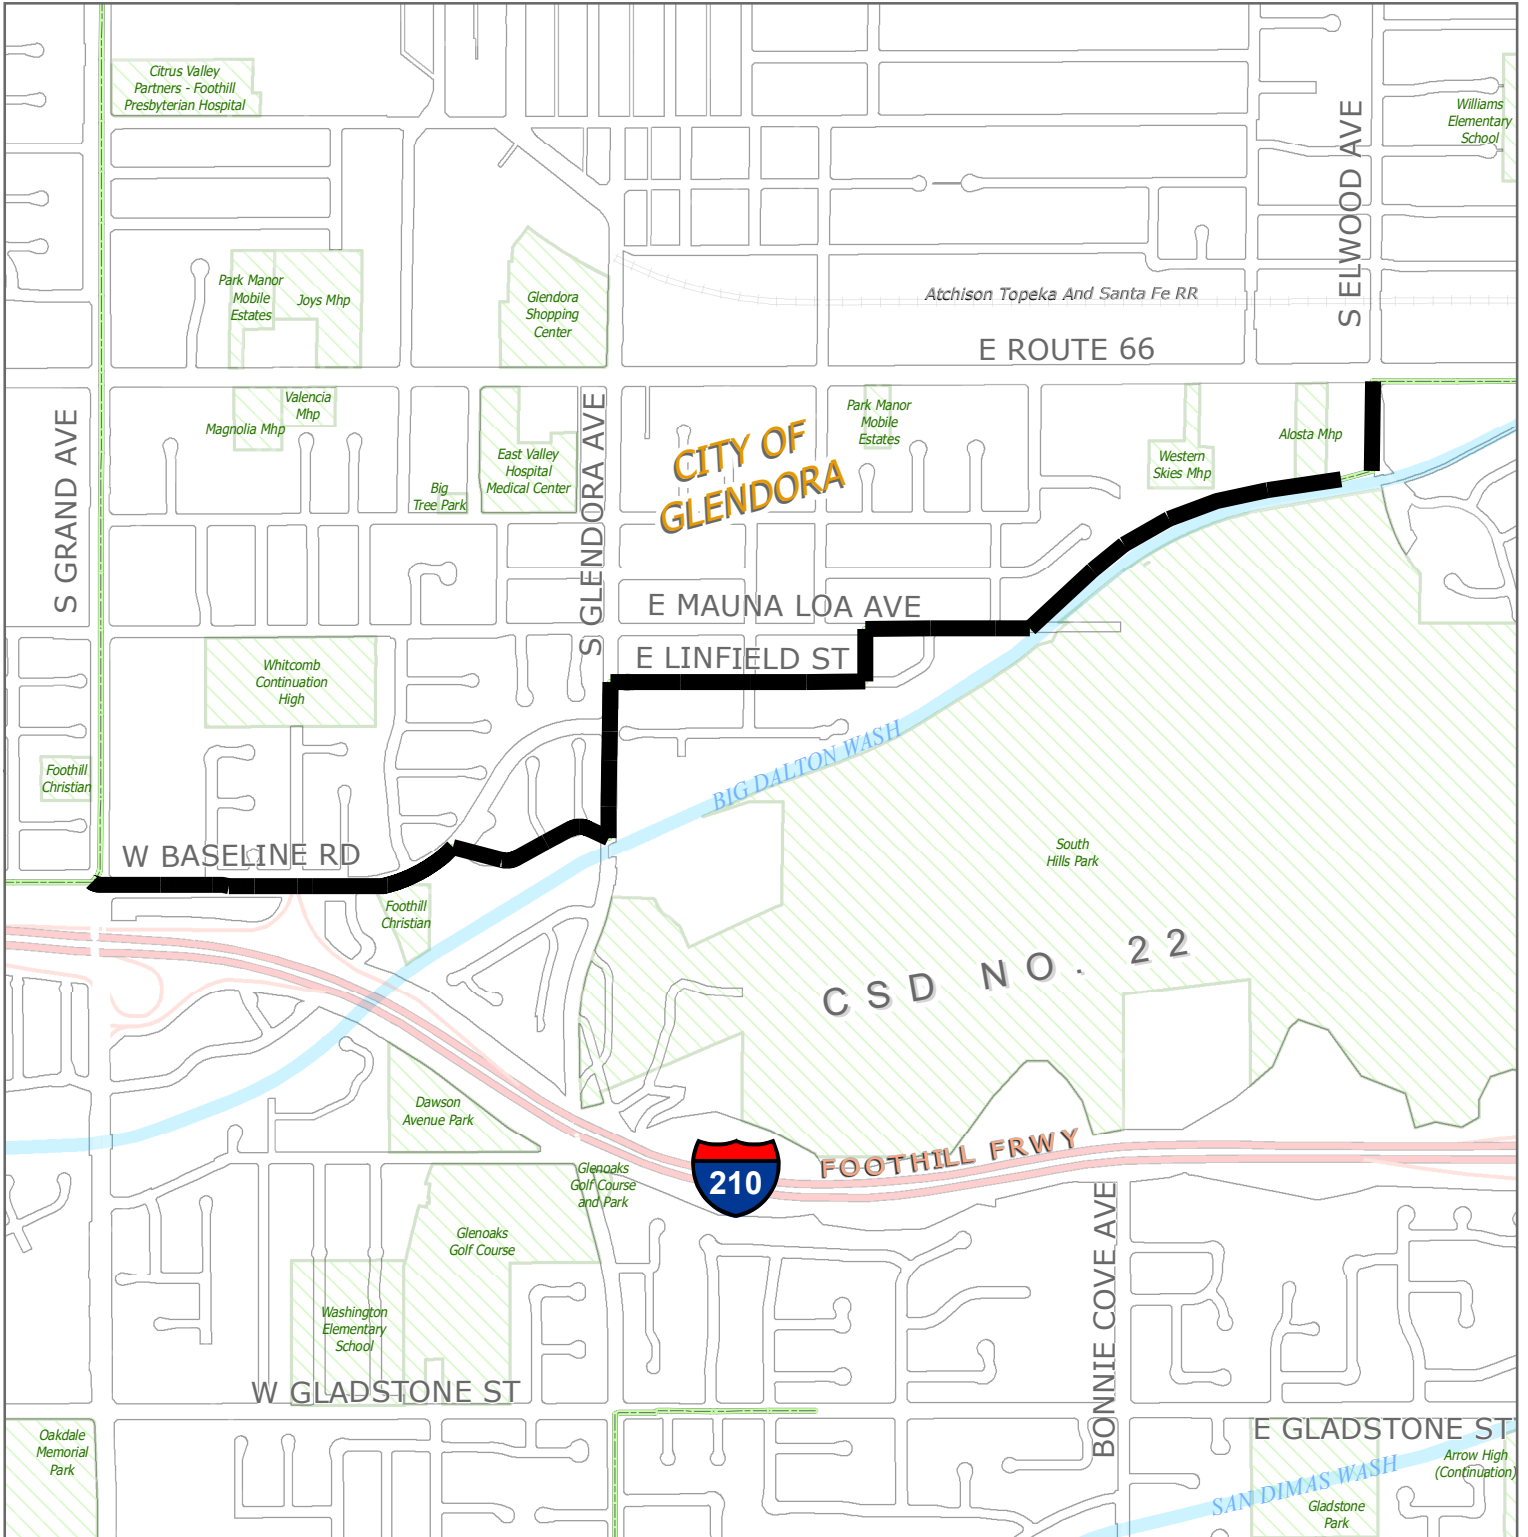 Citrus Valley
Partners - Foothill
Presbyterian Hospital
S ELWOOD AVE
Williams
Elementary
School
Park Manor
Mobile
Estates
Joys Mhp
Glendora
Shopping
Center
Atchison Topeka And Santa Fe RR
E ROUTE 66
Valencia
Mhp
Magnolia Mhp
S GRAND AVE
Big
Tree Park
East Valley
Hospital
Medical Center
S GLENDORA AVE
CITY OF
GLENDORA
Park Manor
Mobile
Estates
Western
Skies Mhp
Alosta Mhp
E MAUNA LOA AVE
E LINFIELD ST
Whitcomb
Continuation
High
Foothill
Christian
BIG DALTON WASH
W BASELINE RD
South
Hills Park
Foothill
Christian
CSD NO. 22
Dawson
Avenue Park
FOOTHILL FRWY
210
Glenoaks
Golf Course
and Park
Glenoaks
Golf Course
BONNIE COVE AVE
Washington
Elementary
School
W GLADSTONE ST
E GLADSTONE ST
Oakdale
Memorial
Park
Arrow High
(Continuation)
SAN DIMAS WASH
Gladstone
Park